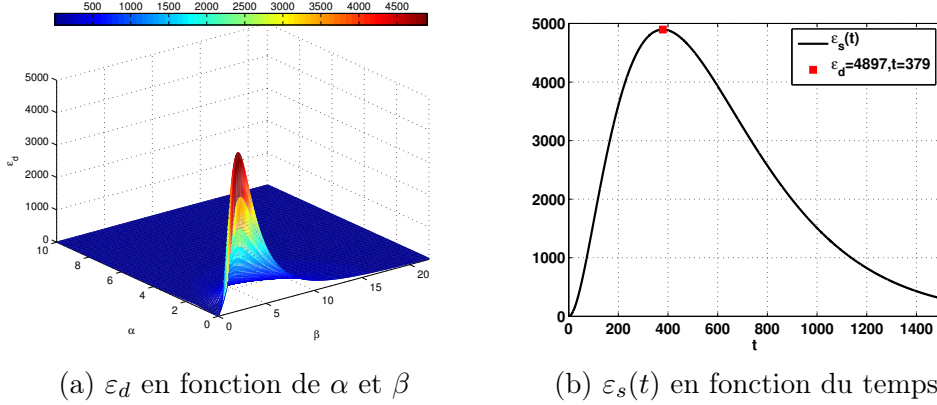 500 1000 1500 2000 2500 3000 3500 4000 4500
5000
4000
3000
2000
1000
0
ε_d
10
8
6
4
2
0
α
0
5
10
15
20
β
(a) ε_d en fonction de α et β
5000
4000
3000
2000
1000
0
0 200 400 600 800 1000 1200 1400
t
ε_s(t)
ε_d=4897,t=379
(b) ε_s(t) en fonction du temps